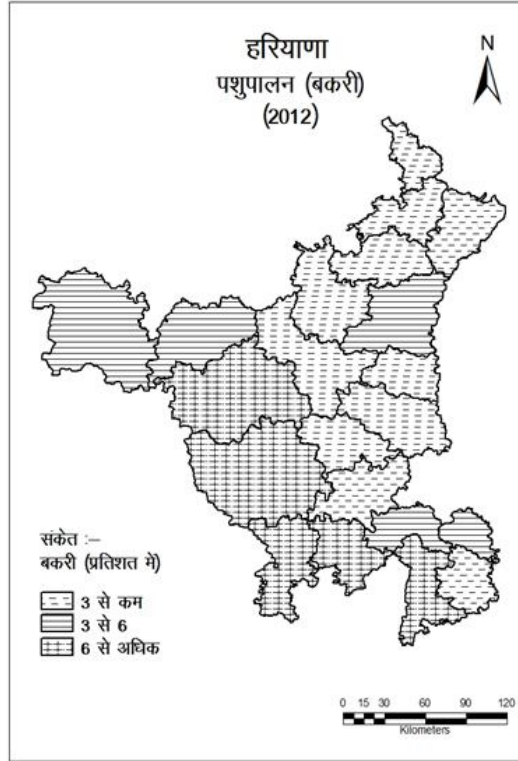 हरियाणा
पशुपालन (बकरी)
(2012)
N
संकेत :–
बकरी (प्रतिशत में)
3 से कम
3 से 6
6 से अधिक
0 15 30 60 90 120
Kilometers